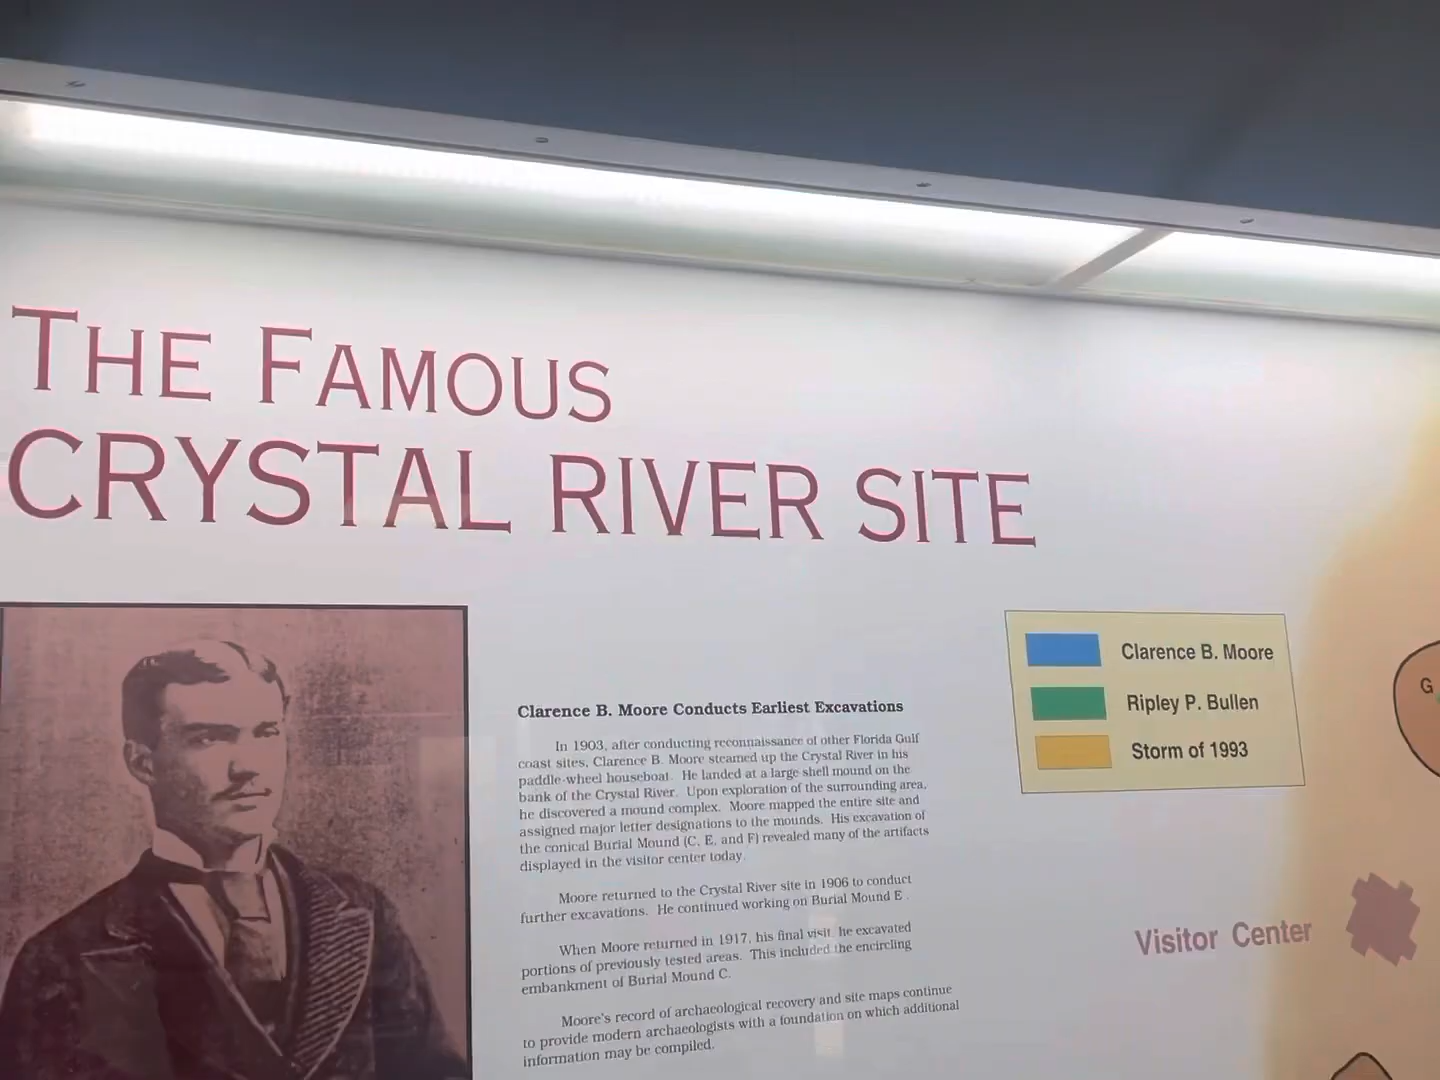 THE FAMOUS
CRYSTAL RIVER SITE
Clarence B. Moore Conducts Earliest Excavations
In 1903, after conducting reconnaissance of other Florida Gulf
coast sites, Clarence B. Moore steamed up the Crystal River in his
paddle-wheel houseboat. He landed at a large shell mound on the
bank of the Crystal River. Upon exploration of the surrounding area,
he discovered a mound complex. Moore mapped the entire site and
assigned major letter designations to the mounds. His excavation of
the conical Burial Mound (C, E, and F) revealed many of the artifacts
displayed in the visitor center today.
Moore returned to the Crystal River site in 1906 to conduct
further excavations. He continued working on Burial Mound E .
When Moore returned in 1917, his final visit, he excavated
portions of previously tested areas. This included the encircling
embankment of Burial Mound C.
Moore's record of archaeological recovery and site maps continue
to provide modern archaeologists with a foundation on which additional
information may be compiled.
Clarence B. Moore
Ripley P. Bullen
Storm of 1993
G
Visitor Center